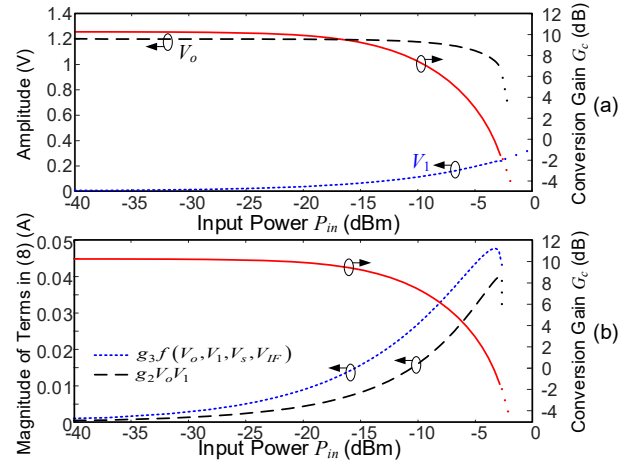 1.4
1.2
1
0.8
0.6
0.4
0.2
0
Amplitude (V)
12
10
8
6
4
2
0
-2
-4
Conversion Gain G_c (dB)
V_o
V_1
(a)
-40 -35 -30 -25 -20 -15 -10 -5 0
Input Power P_in (dBm)
0.05
0.04
0.03
0.02
0.01
0
Magnitude of Terms in (8) (A)
12
10
8
6
4
2
0
-2
-4
Conversion Gain G_c (dB)
g_3 f(V_o,V_1,V_s,V_IF)
g_2V_oV_1
(b)
-40 -35 -30 -25 -20 -15 -10 -5 0
Input Power P_in (dBm)